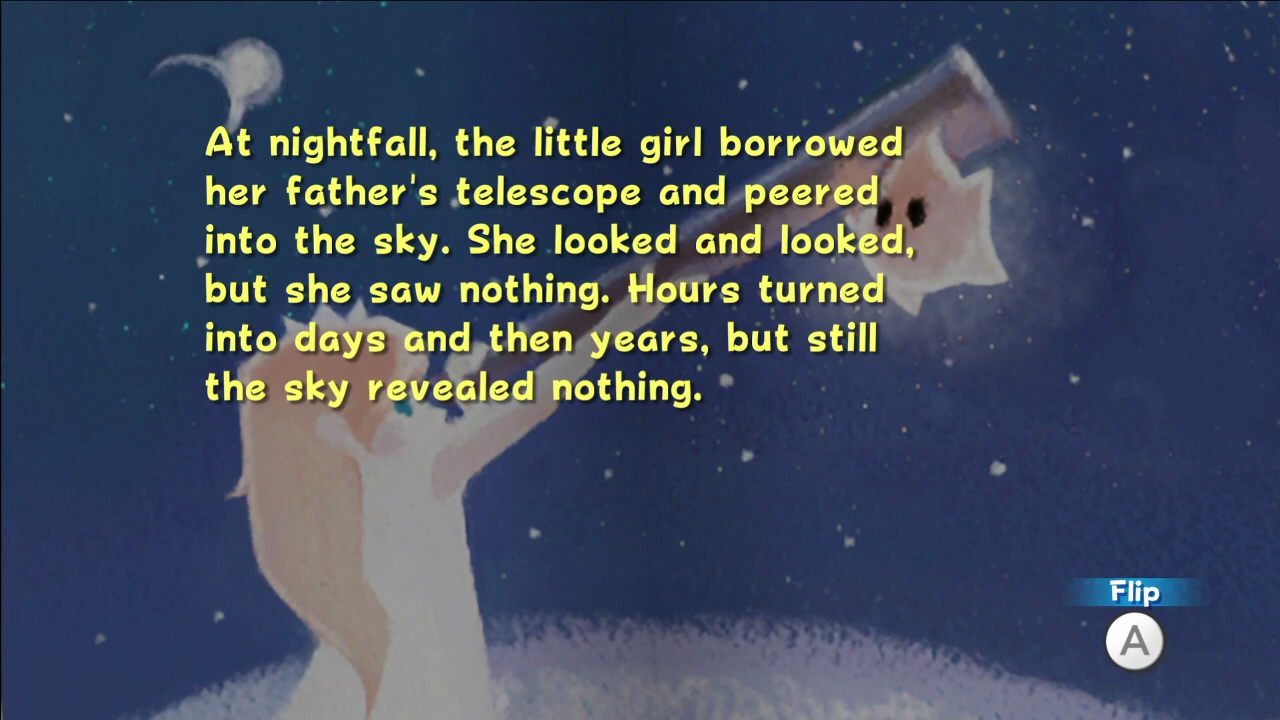 At nightfall, the little girl borrowed
her father's telescope and peered
into the sky. She looked and looked,
but she saw nothing. Hours turned
into days and then years, but still
the sky revealed nothing.
Flip
A